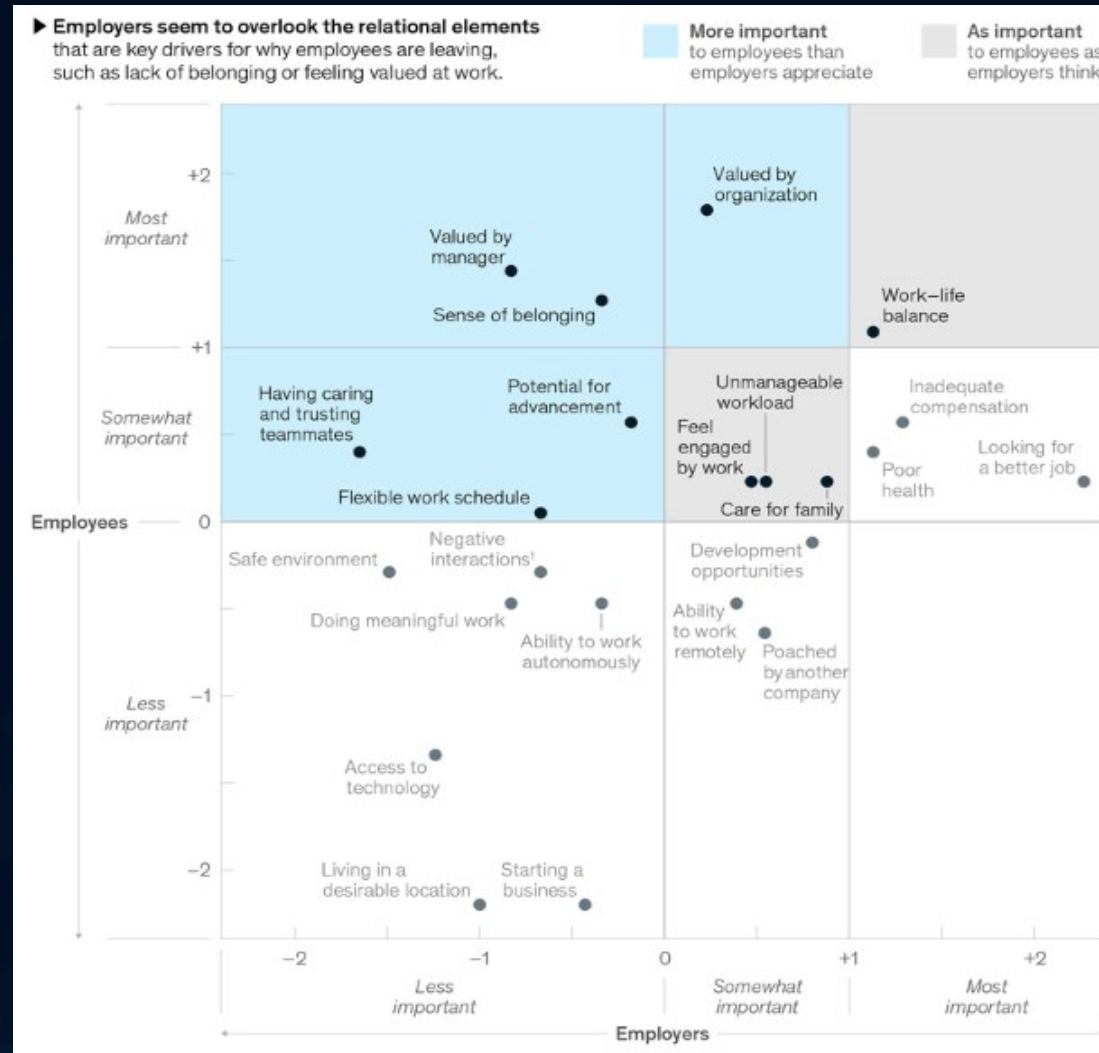 ▶ Employers seem to overlook the relational elements
that are key drivers for why employees are leaving,
such as lack of belonging or feeling valued at work.
More important
to employees than
employers appreciate
As important
to employees as
employers think
+2
Most
important
Valued by
organization
Valued by
manager
Sense of belonging
Work–life
balance
+1
Somewhat
important
Having caring
and trusting
teammates
Potential for
advancement
Flexible work schedule
Unmanageable
workload
Feel
engaged
by work
Care for family
Inadequate
compensation
Poor
health
Looking for
a better job
Employees
0
Safe environment
Negative
interactions¹
Doing meaningful work
Ability to work
autonomously
Development
opportunities
Ability
to work
remotely
Poached
by another
company
Less
important
−1
Access to
technology
−2
Living in a
desirable location
Starting a
business
−2
−1
0
+1
+2
Less
important
Somewhat
important
Most
important
Employers